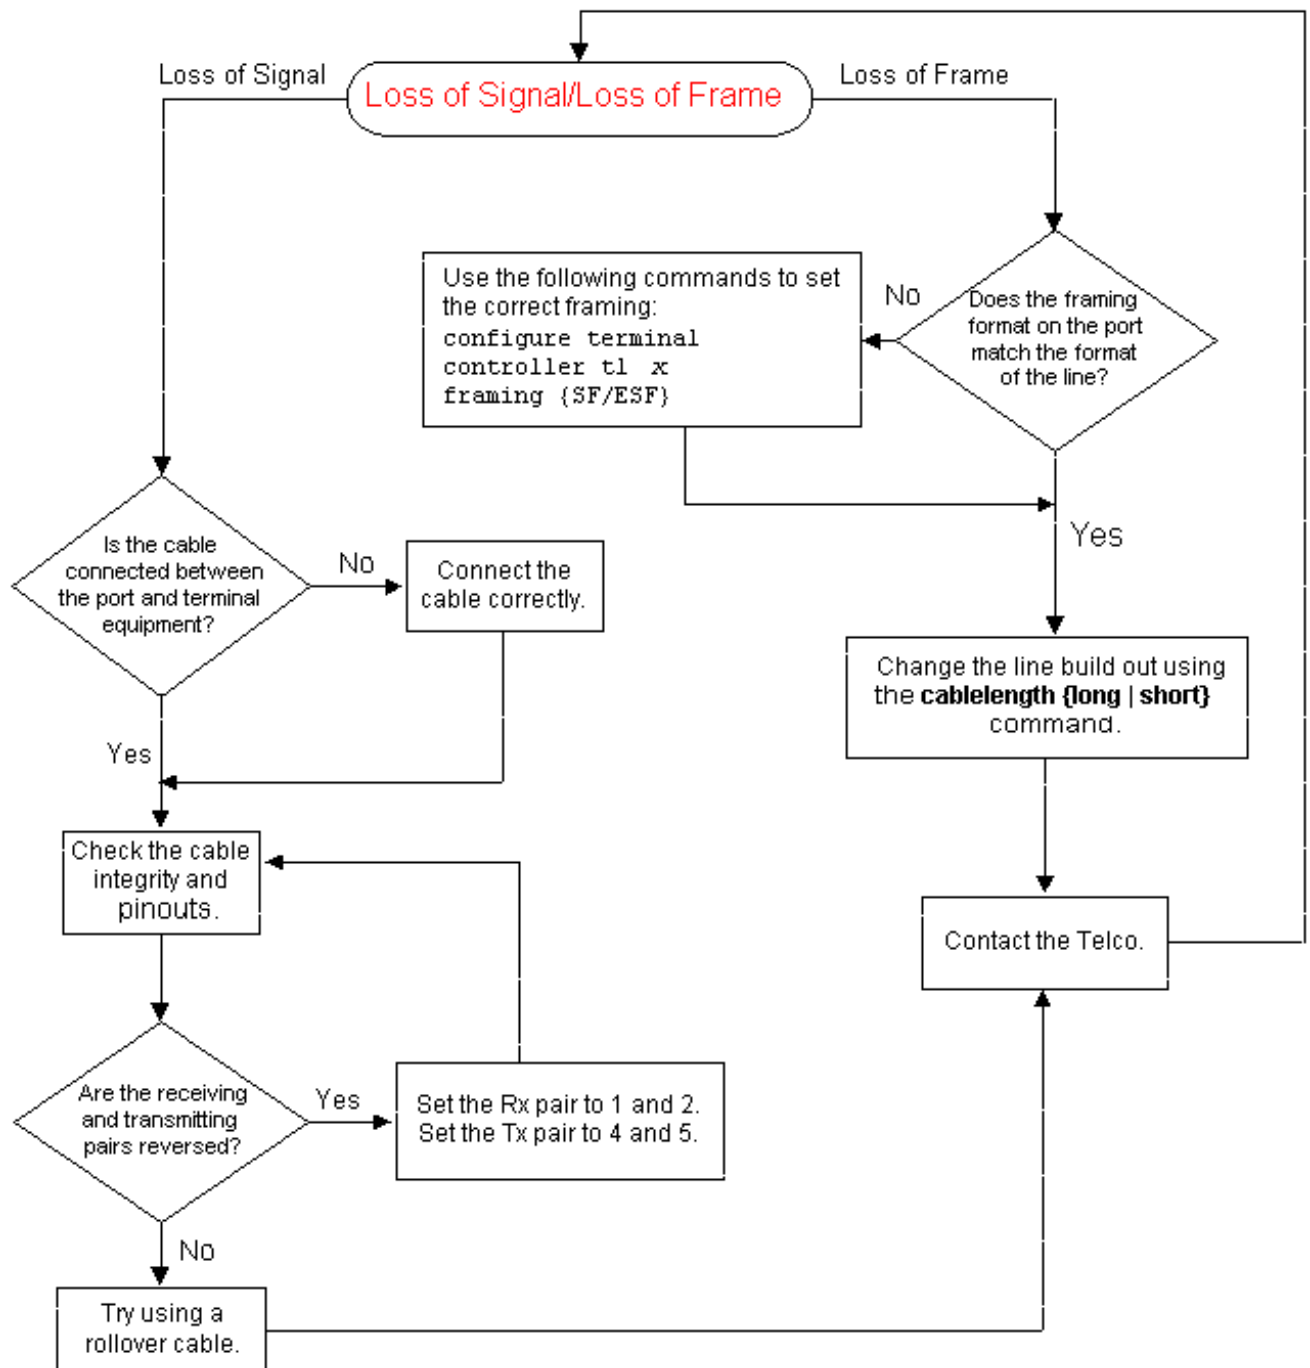 Loss of Signal
Loss of Signal/Loss of Frame
Loss of Frame
Use the following commands to set
the correct framing:
configure terminal
controller tl x
framing {SF/ESF}
No
Does the framing
format on the port
match the format
of the line?
Yes
Is the cable
connected between
the port and terminal
equipment?
No
Connect the
cable correctly.
Yes
Change the line build out using
the cablelength {long | short}
command.
Check the cable
integrity and
pinouts.
Contact the Telco.
Are the receiving
and transmitting
pairs reversed?
Yes
Set the Rx pair to 1 and 2.
Set the Tx pair to 4 and 5.
No
Try using a
rollover cable.